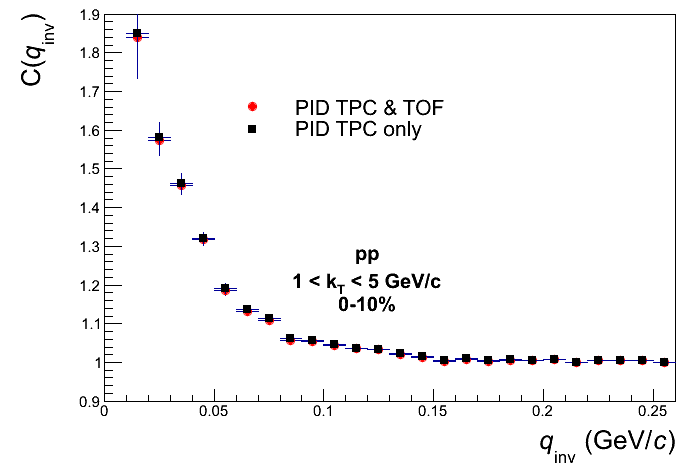 C(q_inv)
1.9
1.8
1.7
1.6
1.5
1.4
1.3
1.2
1.1
1
0.9
PID TPC & TOF
PID TPC only
pp
1 < k_T < 5 GeV/c
0-10%
0 0.05 0.1 0.15 0.2 0.25
q_inv (GeV/c)